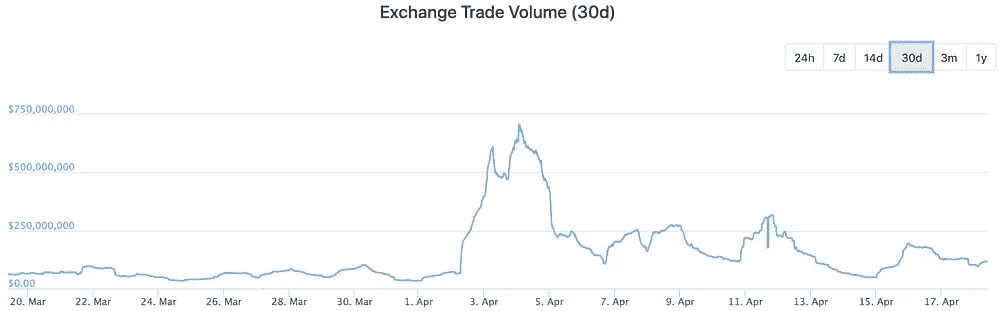 Exchange Trade Volume (30d)
24h 7d 14d 30d 3m 1y
$750,000,000
$500,000,000
$250,000,000
$0.00
20. Mar 22. Mar 24. Mar 26. Mar 28. Mar 30. Mar 1. Apr 3. Apr 5. Apr 7. Apr 9. Apr 11. Apr 13. Apr 15. Apr 17. Apr